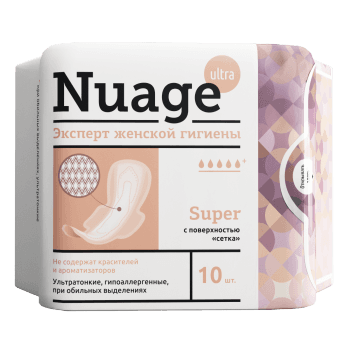 ultra
Nuage
Эксперт женской гигиены
Super
с поверхностью
«сетка»
Не содержат красителей
и ароматизаторов
10 шт.
Ультратонкие, гипоаллергенные,
при обильных выделениях